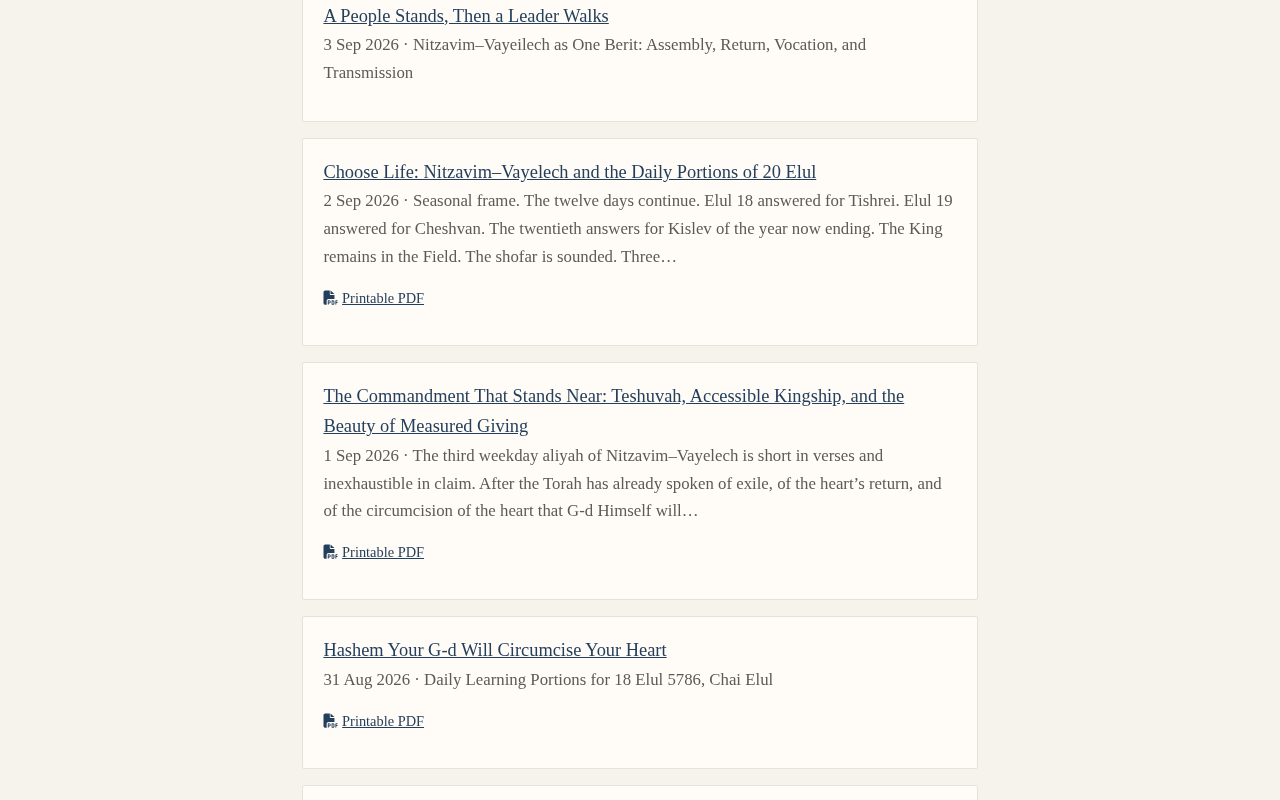 A People Stands, Then a Leader Walks
3 Sep 2026 · Nitzavim–Vayeilech as One Berit: Assembly, Return, Vocation, and
Transmission
Choose Life: Nitzavim–Vayelech and the Daily Portions of 20 Elul
2 Sep 2026 · Seasonal frame. The twelve days continue. Elul 18 answered for Tishrei. Elul 19
answered for Cheshvan. The twentieth answers for Kislev of the year now ending. The King
remains in the Field. The shofar is sounded. Three…
Printable PDF
The Commandment That Stands Near: Teshuvah, Accessible Kingship, and the
Beauty of Measured Giving
1 Sep 2026 · The third weekday aliyah of Nitzavim–Vayelech is short in verses and
inexhaustible in claim. After the Torah has already spoken of exile, of the heart’s return, and
of the circumcision of the heart that G-d Himself will…
Printable PDF
Hashem Your G-d Will Circumcise Your Heart
31 Aug 2026 · Daily Learning Portions for 18 Elul 5786, Chai Elul
Printable PDF